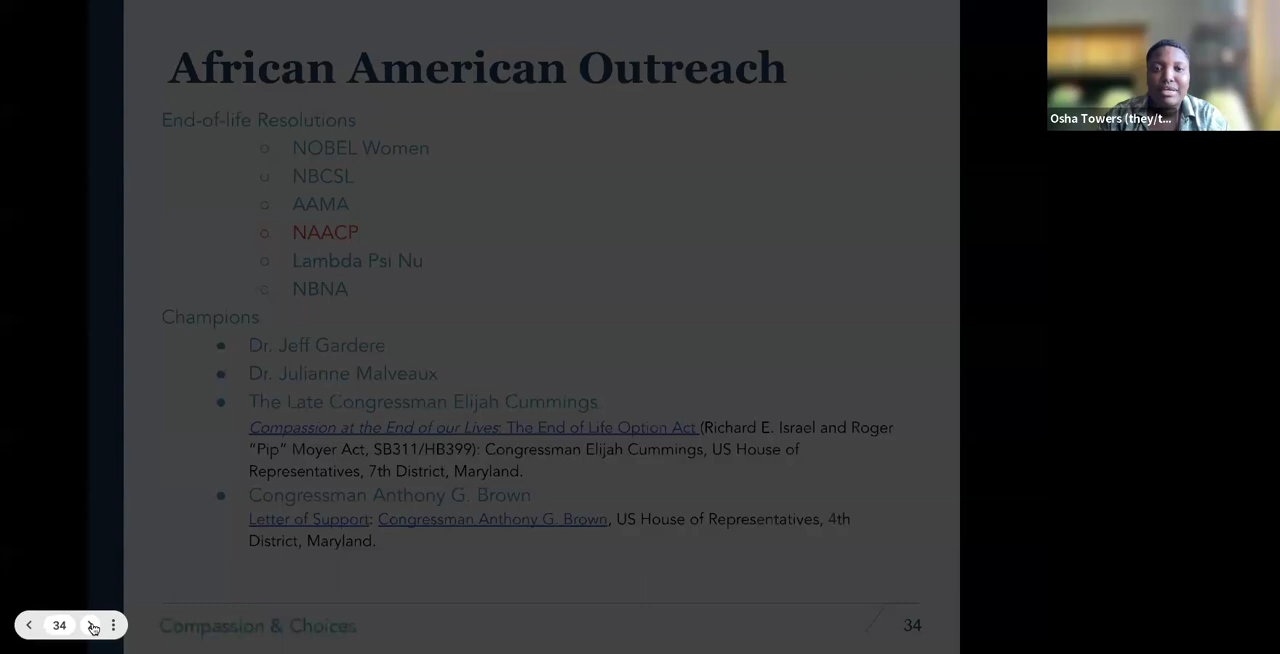 African American Outreach
End-of-life Resolutions
NOBEL Women
NBCSL
AAMA
NAACP
Lambda Psi Nu
NBNA
Champions
Dr. Jeff Gardere
Dr. Julianne Malveaux
The Late Congressman Elijah Cummings
Compassion at the End of our Lives: The End of Life Option Act (Richard E. Israel and Roger
“Pip” Moyer Act, SB311/HB399): Congressman Elijah Cummings, US House of
Representatives, 7th District, Maryland.
Congressman Anthony G. Brown
Letter of Support: Congressman Anthony G. Brown, US House of Representatives, 4th
District, Maryland.
Compassion & Choices
34
34
Osha Towers (they/t...